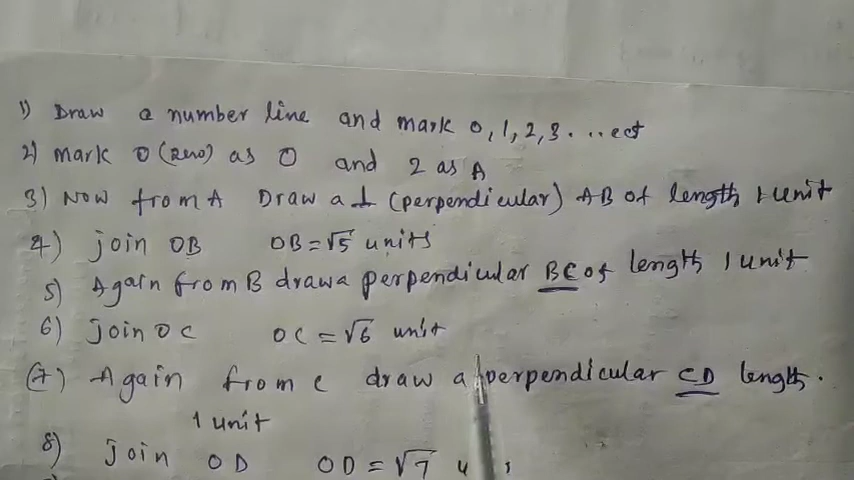 1) Draw a number line and mark 0, 1, 2, 3 . . . ect
2) mark 0 (zero) as O and 2 as A
3) Now from A Draw a ⊥ (perpendicular) AB of length 1 unit
4) join OB OB = √5 units
5) Again from B draw a perpendicular BC of length 1 unit
6) join OC OC = √6 unit
(7) Again from C draw a perpendicular CD length.
1 unit
8) join OD OD = √7